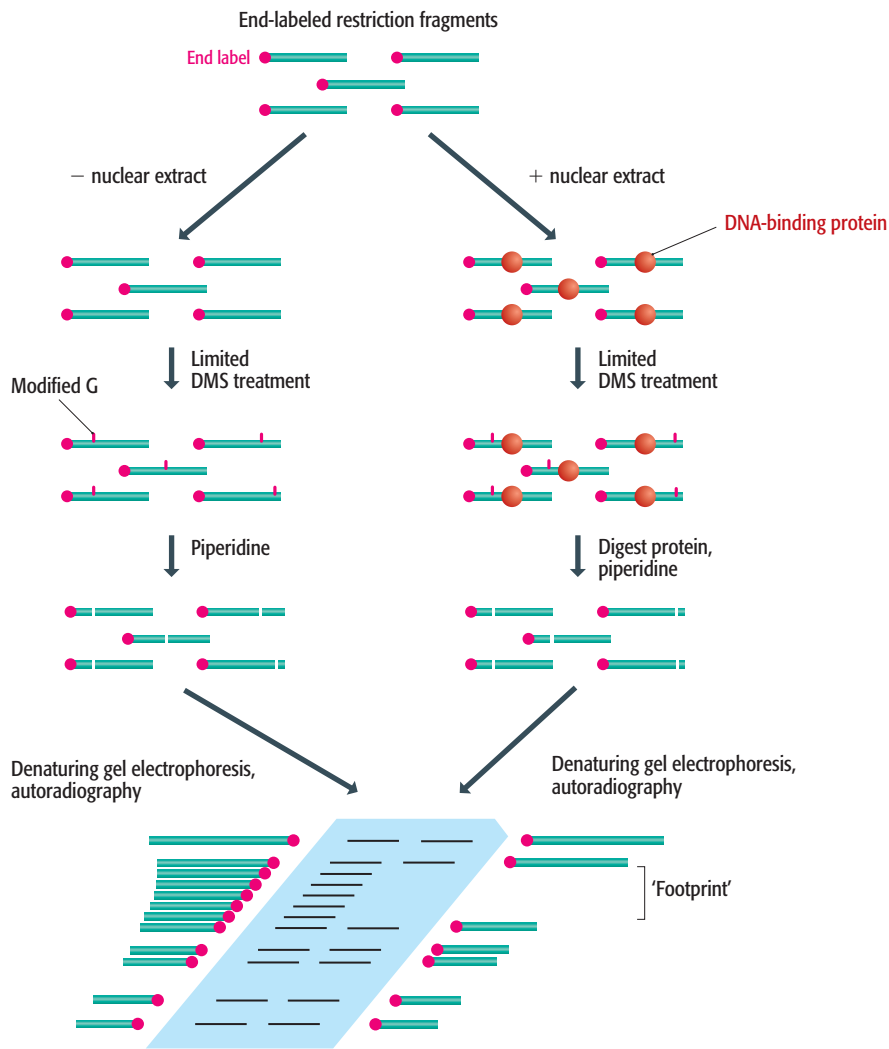 End-labeled restriction fragments
End label
− nuclear extract
+ nuclear extract
DNA-binding protein
Limited
DMS treatment
Limited
DMS treatment
Modified G
Piperidine
Digest protein,
piperidine
Denaturing gel electrophoresis,
autoradiography
Denaturing gel electrophoresis,
autoradiography
'Footprint'